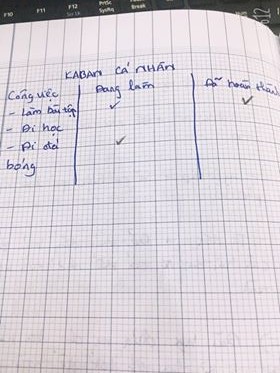 F10 F11 F12 PrtSc SysRq Pause Break
KABAN CÁ NHÂN
Công việc Đang làm Đã hoàn thành
- Làm bài tập ✓
- Đi học ✓
- Đi đá ✓
bóng